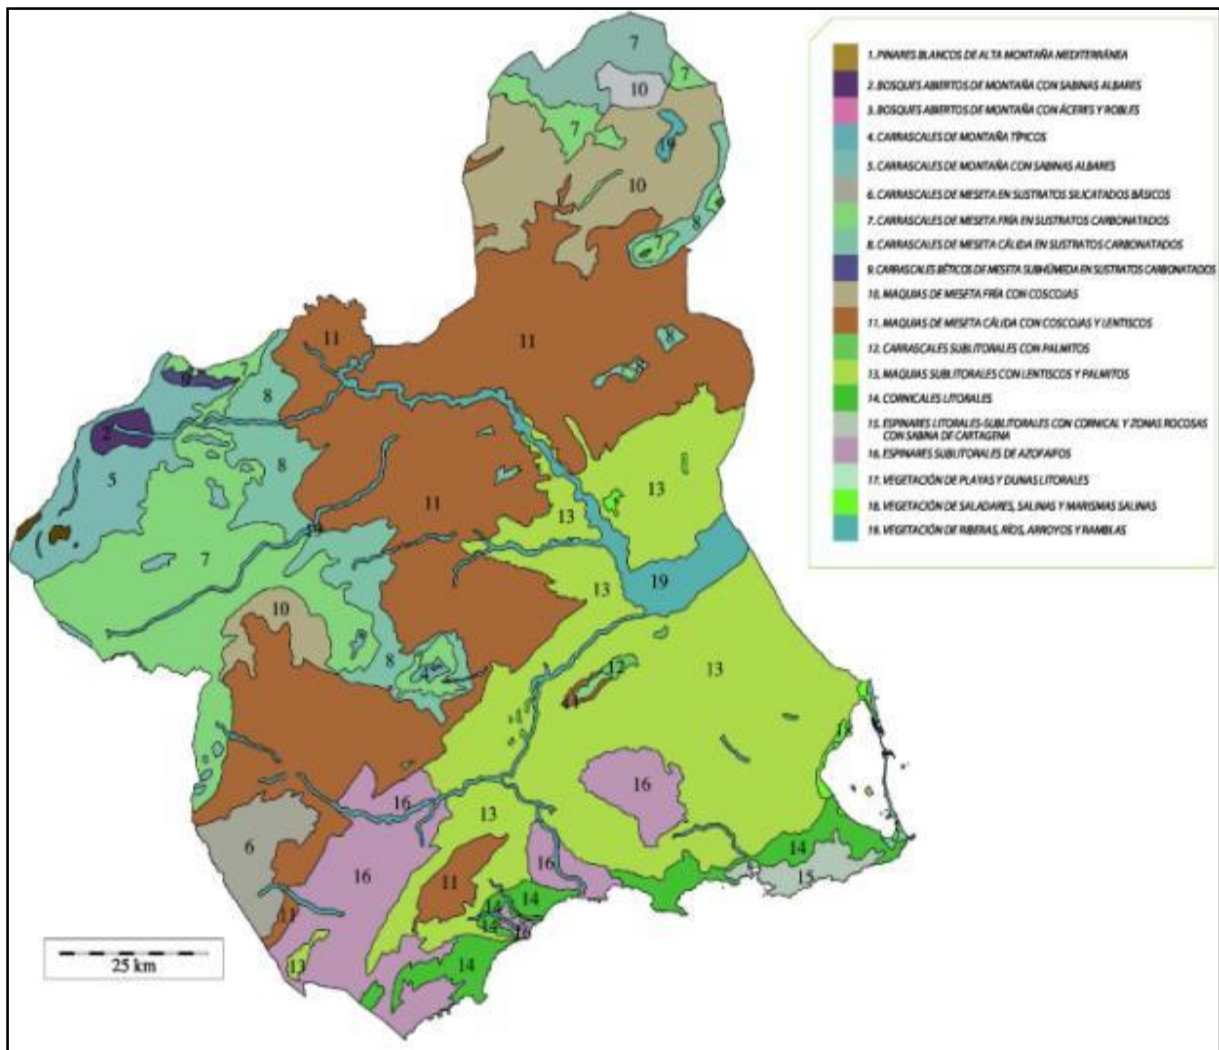 1. PINARES BLANCOS DE ALTA MONTAÑA MEDITERRÁNEA
2. BOSQUES ABIERTOS DE MONTAÑA CON SABINAS ALBARES
3. BOSQUES ABIERTOS DE MONTAÑA CON ÁCERES Y ROBLES
4. CARRASCALES DE MONTAÑA TÍPICOS
5. CARRASCALES DE MONTAÑA CON SABINAS ALBARES
6. CARRASCALES DE MESETA EN SUSTRATOS SILICATADOS BÁSICOS
7. CARRASCALES DE MESETA FRÍA EN SUSTRATOS CARBONATADOS
8. CARRASCALES DE MESETA CÁLIDA EN SUSTRATOS CARBONATADOS
9. CARRASCALES BÉTICOS DE MESETA SUBHÚMEDA EN SUSTRATOS CARBONATADOS
10. MAQUIAS DE MESETA FRÍA CON COSCOJAS
11. MAQUIAS DE MESETA CÁLIDA CON COSCOJAS Y LENTISCOS
12. CARRASCALES SUBLITORALES CON PALMITOS
13. MAQUIAS SUBLITORALES CON LENTISCOS Y PALMITOS
14. CORNICALES LITORALES
15. ESPINARES LITORALES-SUBLITORALES CON CORNICAL Y ZONAS ROCOSAS
CON SABINA DE CARTAGENA
16. ESPINARES SUBLITORALES DE AZOFAIFOS
17. VEGETACIÓN DE PLAYAS Y DUNAS LITORALES
18. VEGETACIÓN DE SALADARES, SALINAS Y MARISMAS SALINAS
19. VEGETACIÓN DE RIBERAS, RÍOS, ARROYOS Y RAMBLAS
7
7
10
7
19
10
8
7
11
11
8
8
2
8
5
13
11
13
7
19
13
10
8
4
12
13
11
18
16
16
13
6
14
16
16
11
15
14
14
11
14
16
13
14
25 km